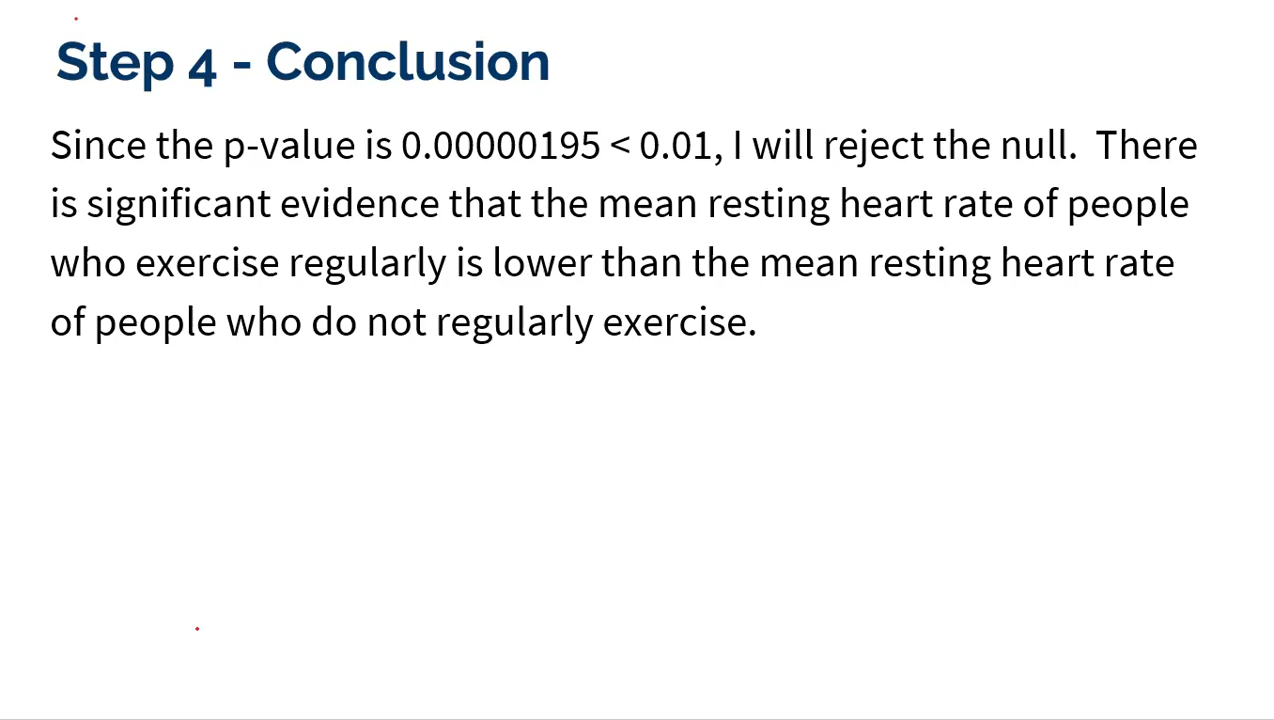 Step 4 - Conclusion
Since the p-value is 0.00000195 < 0.01, I will reject the null.  There
is significant evidence that the mean resting heart rate of people
who exercise regularly is lower than the mean resting heart rate
of people who do not regularly exercise.